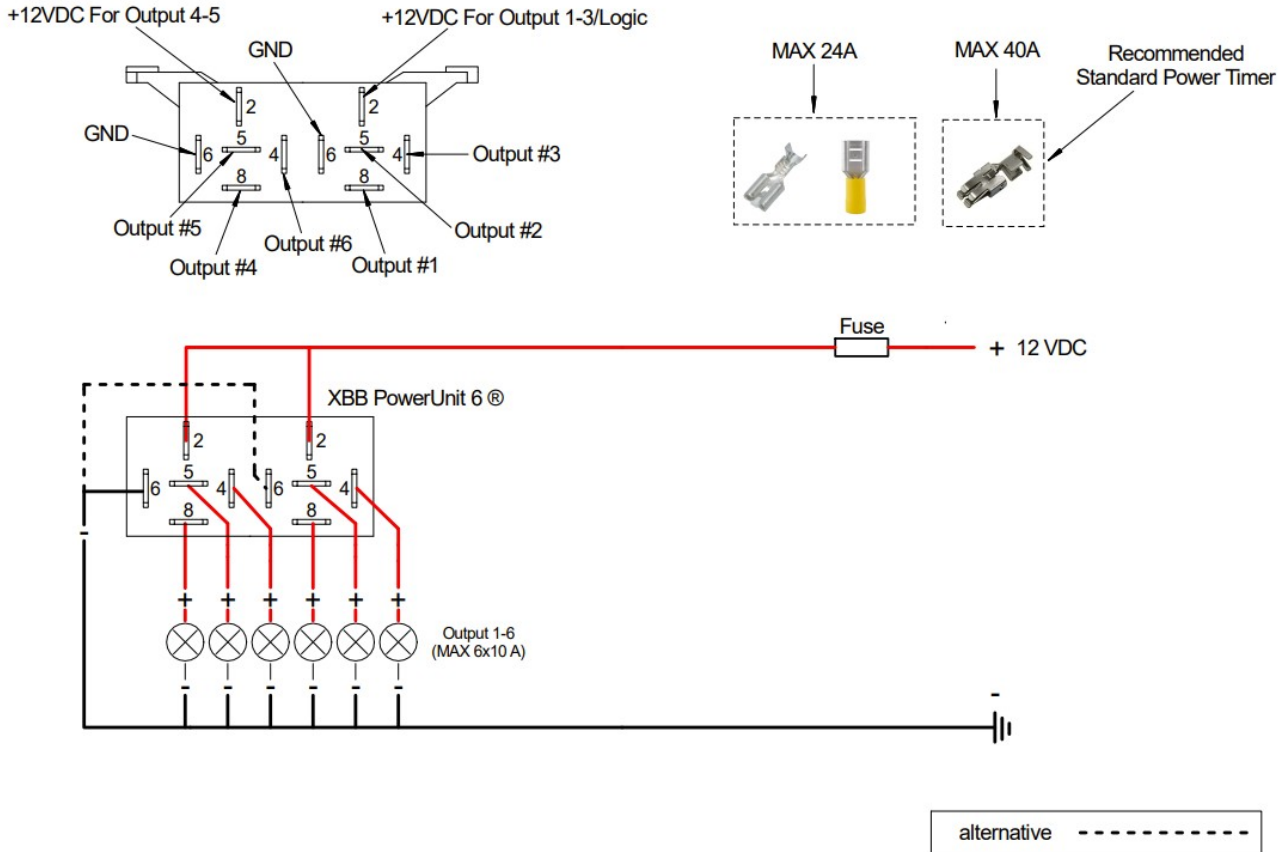 +12VDC For Output 4-5
+12VDC For Output 1-3/Logic
GND
MAX 24A
MAX 40A
Recommended
Standard Power Timer
2
2
GND
6
5
4
6
5
4
Output #3
8
8
Output #5
Output #6
Output #2
Output #4
Output #1
Fuse
+ 12 VDC
XBB PowerUnit 6 ®
2
2
6
5
4
6
5
4
8
8
-
+ + + + + +
Output 1-6
(MAX 6x10 A)
- - - - - -
-
alternative